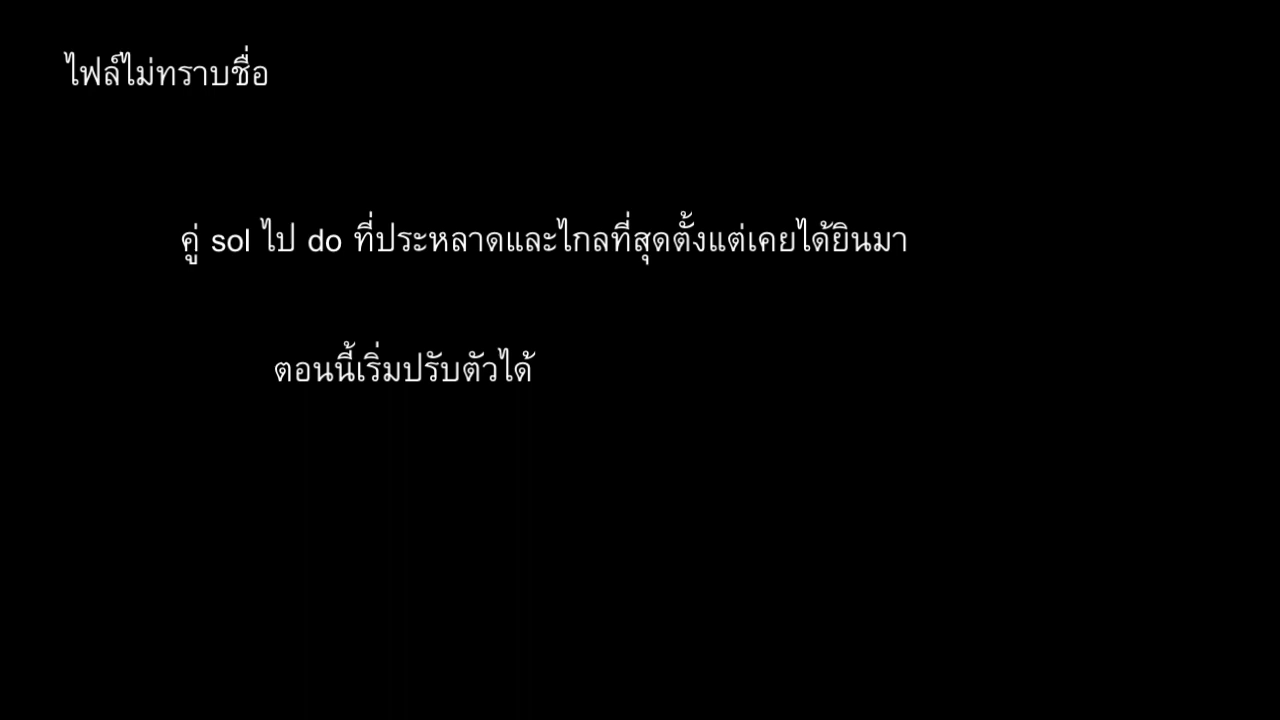 ไฟล์ไม่ทราบชื่อ
คู่ sol ไป do ที่ประหลาดและไกลที่สุดตั้งแต่เคยได้ยินมา
ตอนนี้เริ่มปรับตัวได้